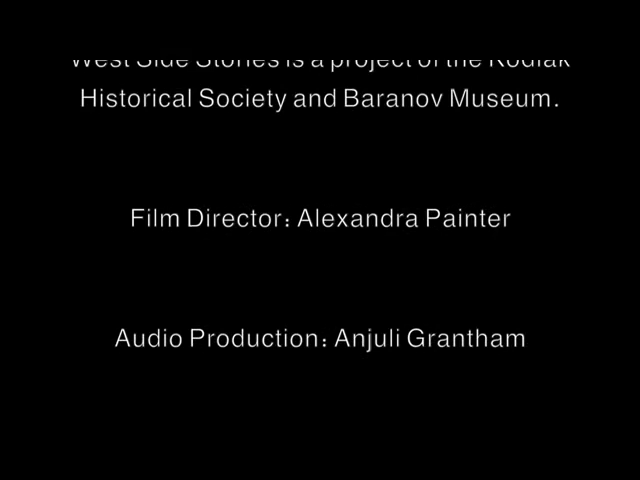 West Side Stories is a project of the Kodiak
Historical Society and Baranov Museum.
Film Director: Alexandra Painter
Audio Production: Anjuli Grantham